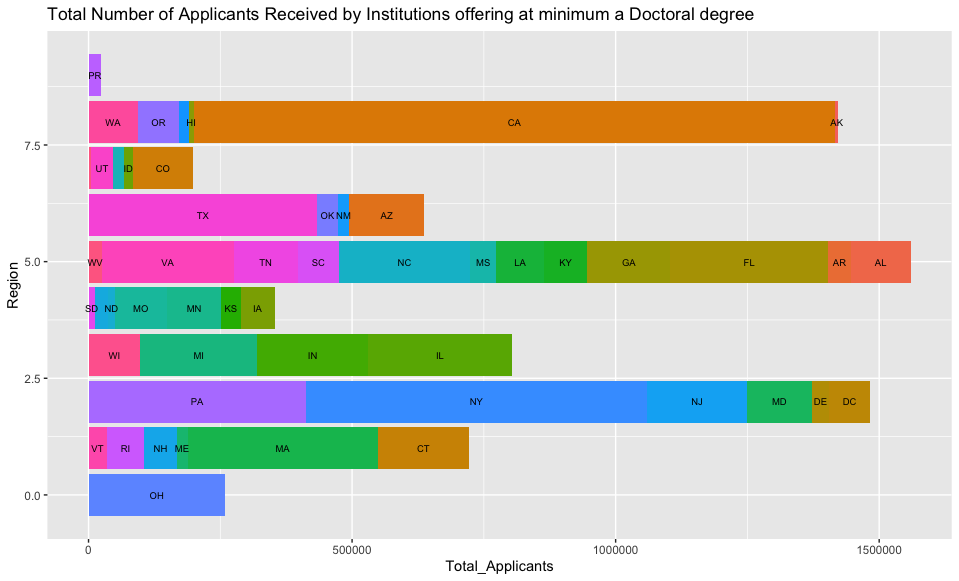 Total Number of Applicants Received by Institutions offering at minimum a Doctoral degree
PR
WA OR HI CA AK
7.5
UT ID CO
TX OK NM AZ
5.0 WV VA TN SC NC MS LA KY GA FL AR AL
Region
SD ND MO MN KS IA
WI MI IN IL
2.5
PA NY NJ MD DE DC
VT RI NH ME MA CT
0.0 OH
0 500000 1000000 1500000
Total_Applicants